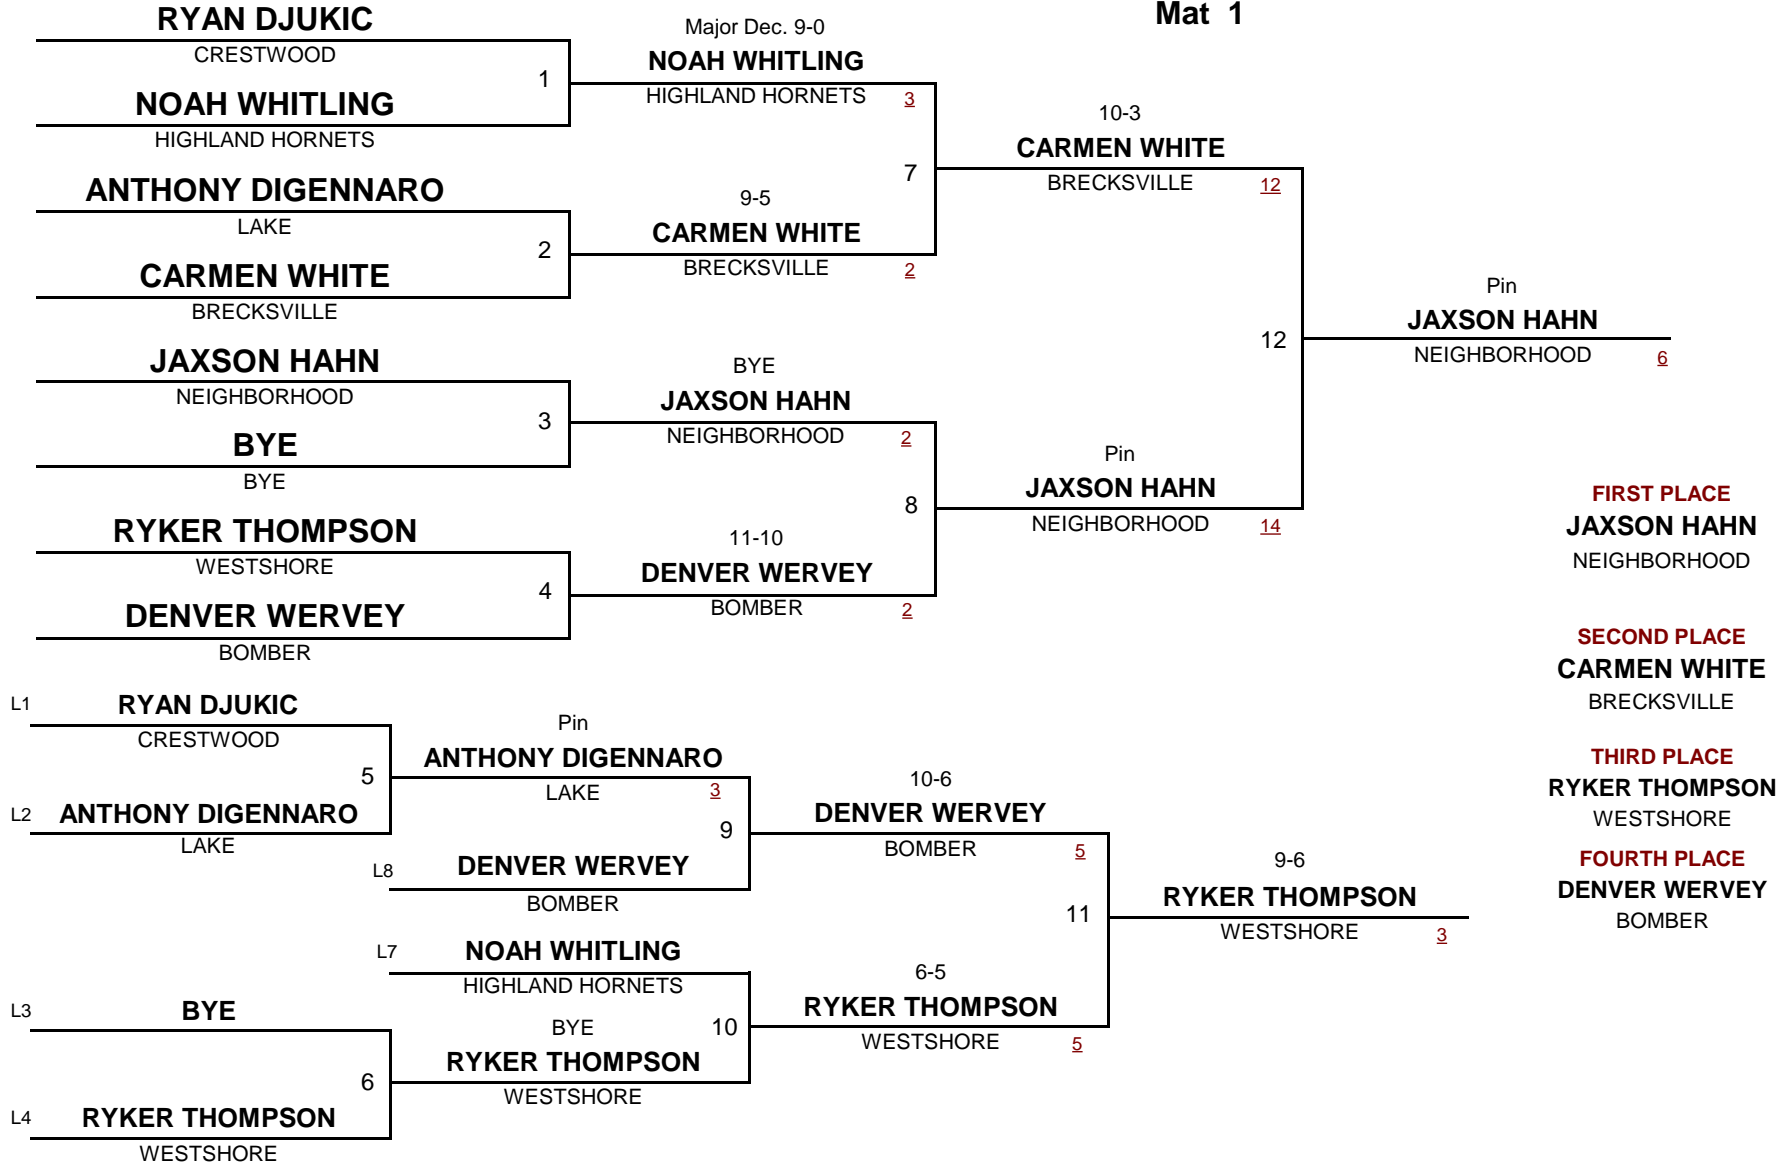 Mat 1
RYAN DJUKIC
CRESTWOOD
1
NOAH WHITLING
HIGHLAND HORNETS
ANTHONY DIGENNARO
LAKE
2
CARMEN WHITE
BRECKSVILLE
JAXSON HAHN
NEIGHBORHOOD
3
BYE
BYE
RYKER THOMPSON
WESTSHORE
4
DENVER WERVEY
BOMBER
Major Dec. 9-0
NOAH WHITLING
HIGHLAND HORNETS 3
7
9-5
CARMEN WHITE
BRECKSVILLE 2
BYE
JAXSON HAHN
NEIGHBORHOOD 2
8
11-10
DENVER WERVEY
BOMBER 2
10-3
CARMEN WHITE
BRECKSVILLE 12
12
Pin
JAXSON HAHN
NEIGHBORHOOD 14
Pin
JAXSON HAHN
NEIGHBORHOOD 6
L1 RYAN DJUKIC
CRESTWOOD
5
L2 ANTHONY DIGENNARO
LAKE
L3 BYE
6
L4 RYKER THOMPSON
WESTSHORE
Pin
ANTHONY DIGENNARO
LAKE 3
9
L8 DENVER WERVEY
BOMBER
L7 NOAH WHITLING
HIGHLAND HORNETS
BYE 10
RYKER THOMPSON
WESTSHORE
10-6
DENVER WERVEY
BOMBER 5
11
6-5
RYKER THOMPSON
WESTSHORE 5
9-6
RYKER THOMPSON
WESTSHORE 3
FIRST PLACE
JAXSON HAHN
NEIGHBORHOOD
SECOND PLACE
CARMEN WHITE
BRECKSVILLE
THIRD PLACE
RYKER THOMPSON
WESTSHORE
FOURTH PLACE
DENVER WERVEY
BOMBER